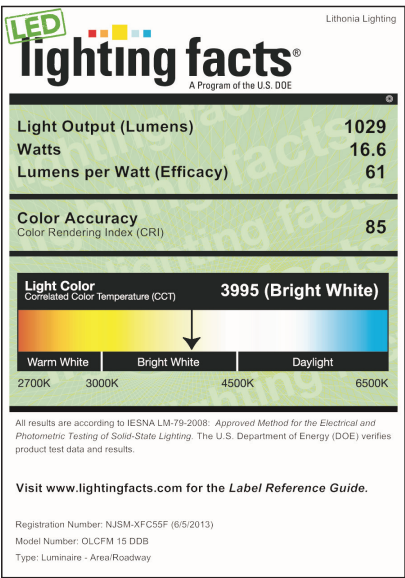 LED
Lithonia Lighting
lighting facts®
A Program of the U.S. DOE
Light Output (Lumens) 1029
Watts 16.6
Lumens per Watt (Efficacy) 61
Color Accuracy
Color Rendering Index (CRI) 85
Light Color
Correlated Color Temperature (CCT) 3995 (Bright White)
Warm White Bright White Daylight
2700K 3000K 4500K 6500K
All results are according to IESNA LM-79-2008: Approved Method for the Electrical and
Photometric Testing of Solid-State Lighting. The U.S. Department of Energy (DOE) verifies
product test data and results.
Visit www.lightingfacts.com for the Label Reference Guide.
Registration Number: NJSM-XFC55F (6/5/2013)
Model Number: OLCFM 15 DDB
Type: Luminaire - Area/Roadway